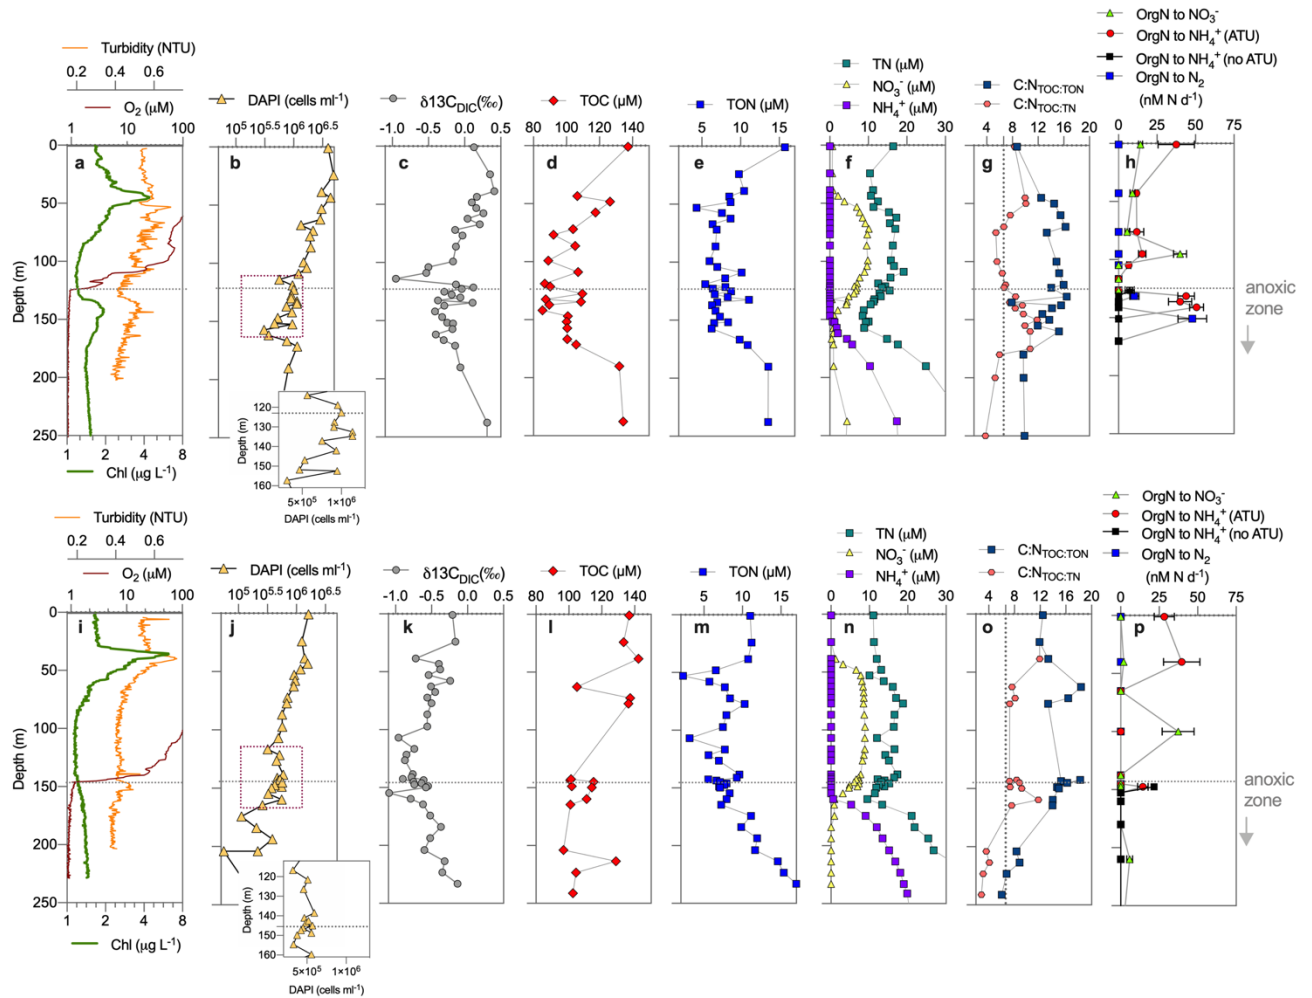 Turbidity (NTU)
0.2 0.4 0.6
O2 (µM)
1 10 100
DAPI (cells ml-1)
10^5 10^5.5 10^6 10^6.5
δ13CDIC(‰)
-1.0 -0.5 0.0 0.5
TOC (µM)
80 100 120 140
TON (µM)
5 10 15
TN (µM)
NO3- (µM)
NH4+ (µM)
0 10 20 30
C:NTOC:TON
C:NTOC:TN
4 8 12 16 20
OrgN to NO3-
OrgN to NH4+ (ATU)
OrgN to NH4+ (no ATU)
OrgN to N2
(nM N d-1)
0 25 50 75
a b c d e f g h
Depth (m)
0
50
100
150
200
250
anoxic
zone
1 2 4 8
Chl (µg L-1)
Depth (m)
120
130
140
150
160
5×10^5 1×10^6
DAPI (cells ml-1)
Turbidity (NTU)
0.2 0.4 0.6
O2 (µM)
1 10 100
DAPI (cells ml-1)
10^5 10^5.5 10^6 10^6.5
δ13CDIC(‰)
-1.0 -0.5 0.0 0.5
TOC (µM)
80 100 120 140
TON (µM)
5 10 15
TN (µM)
NO3- (µM)
NH4+ (µM)
0 10 20 30
C:NTOC:TON
C:NTOC:TN
4 8 12 16 20
OrgN to NO3-
OrgN to NH4+ (ATU)
OrgN to NH4+ (no ATU)
OrgN to N2
(nM N d-1)
0 25 50 75
i j k l m n o p
Depth (m)
0
50
100
150
200
250
anoxic
zone
1 2 4 8
Chl (µg L-1)
Depth (m)
120
130
140
150
160
5×10^5 1×10^6
DAPI (cells ml-1)